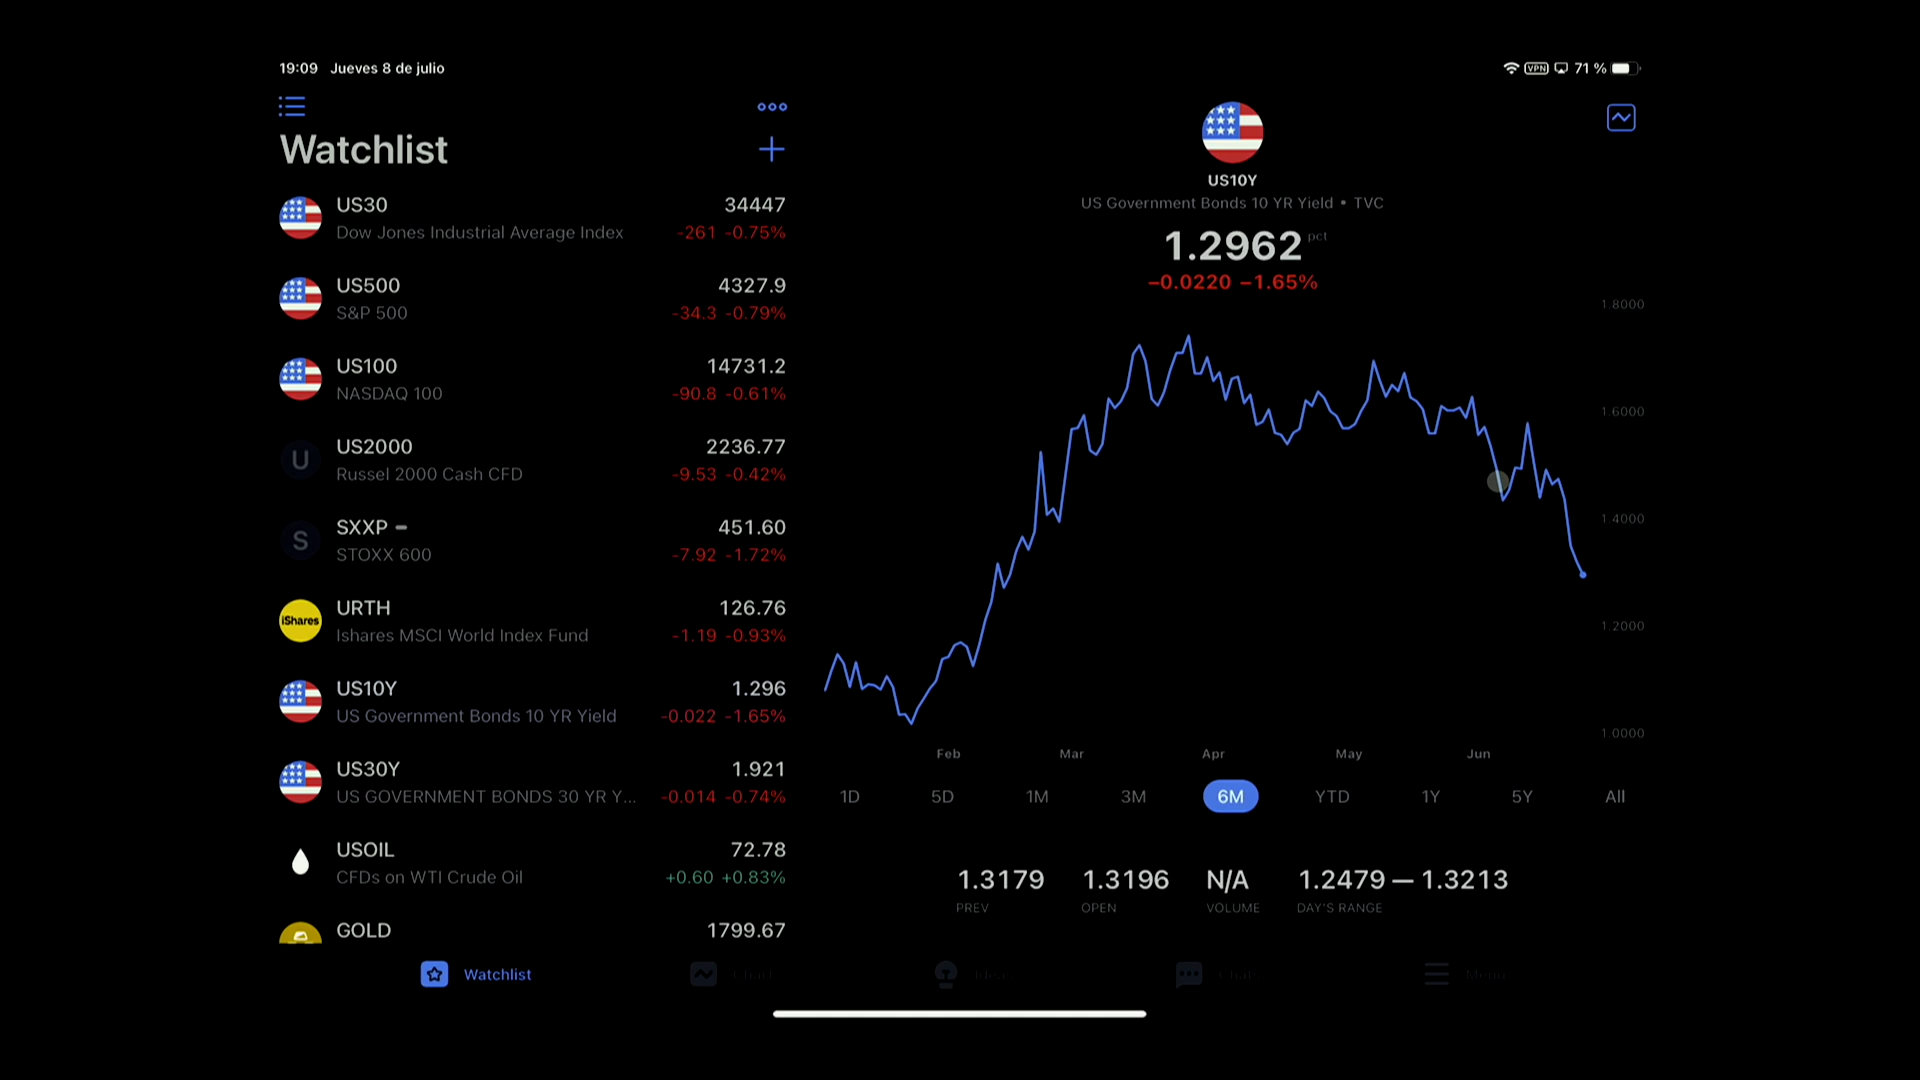 19:09 Jueves 8 de julio
VPN 71 %
Watchlist
US30 34447
Dow Jones Industrial Average Index -261 -0.75%
US500 4327.9
S&P 500 -34.3 -0.79%
US100 14731.2
NASDAQ 100 -90.8 -0.61%
U US2000 2236.77
Russel 2000 Cash CFD -9.53 -0.42%
S SXXP 451.60
STOXX 600 -7.92 -1.72%
iShares URTH 126.76
Ishares MSCI World Index Fund -1.19 -0.93%
US10Y 1.296
US Government Bonds 10 YR Yield -0.022 -1.65%
US30Y 1.921
US GOVERNMENT BONDS 30 YR Y... -0.014 -0.74%
USOIL 72.78
CFDs on WTI Crude Oil +0.60 +0.83%
GOLD 1799.67
US10Y
US Government Bonds 10 YR Yield • TVC
1.2962 pct
−0.0220 −1.65%
1.8000
1.6000
1.4000
1.2000
1.0000
Feb Mar Apr May Jun
1D 5D 1M 3M 6M YTD 1Y 5Y All
1.3179 1.3196 N/A 1.2479 — 1.3213
PREV OPEN VOLUME DAY'S RANGE
Watchlist